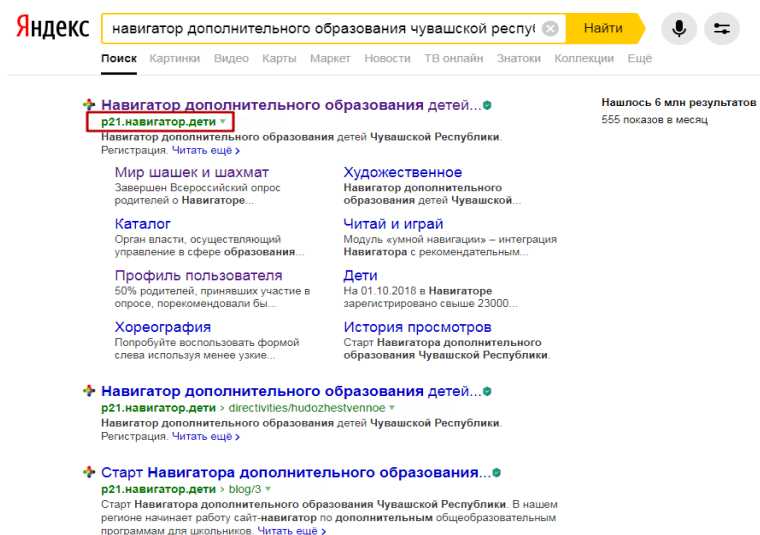 Яндекс
навигатор дополнительного образования чувашской респу
Найти
Поиск Картинки Видео Карты Маркет Новости ТВ онлайн Знатоки Коллекции Ещё
Навигатор дополнительного образования детей...
p21.навигатор.дети
Навигатор дополнительного образования детей Чувашской Республики.
Регистрация. Читать ещё >
Нашлось 6 млн результатов
555 показов в месяц
Мир шашек и шахмат
Завершен Всероссийский опрос
родителей о Навигаторе...
Художественное
Навигатор дополнительного
образования детей Чувашской...
Каталог
Орган власти, осуществляющий
управление в сфере образования...
Читай и играй
Модуль «умной навигации» – интеграция
Навигатора с рекомендательным...
Профиль пользователя
50% родителей, принявших участие в
опросе, порекомендовали бы...
Дети
На 01.10.2018 в Навигаторе
зарегистрировано свыше 23000...
Хореография
Попробуйте воспользовать формой
слева используя менее узкие...
История просмотров
Старт Навигатора дополнительного
образования Чувашской Республики.
Навигатор дополнительного образования детей...
p21.навигатор.дети > directivities/hudozhestvennoe
Навигатор дополнительного образования детей Чувашской Республики.
Регистрация. Читать ещё >
Старт Навигатора дополнительного образования...
p21.навигатор.дети > blog/3
Старт Навигатора дополнительного образования Чувашской Республики. В нашем
регионе начинает работу сайт-навигатор по дополнительным общеобразовательным
программам для школьников. Читать ещё >